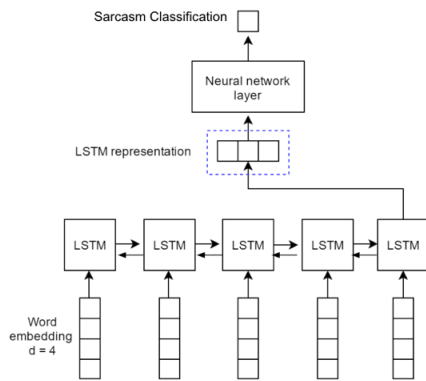 Sarcasm Classification
Neural network
layer
LSTM representation
LSTM
LSTM
LSTM
LSTM
LSTM
Word
embedding
d = 4